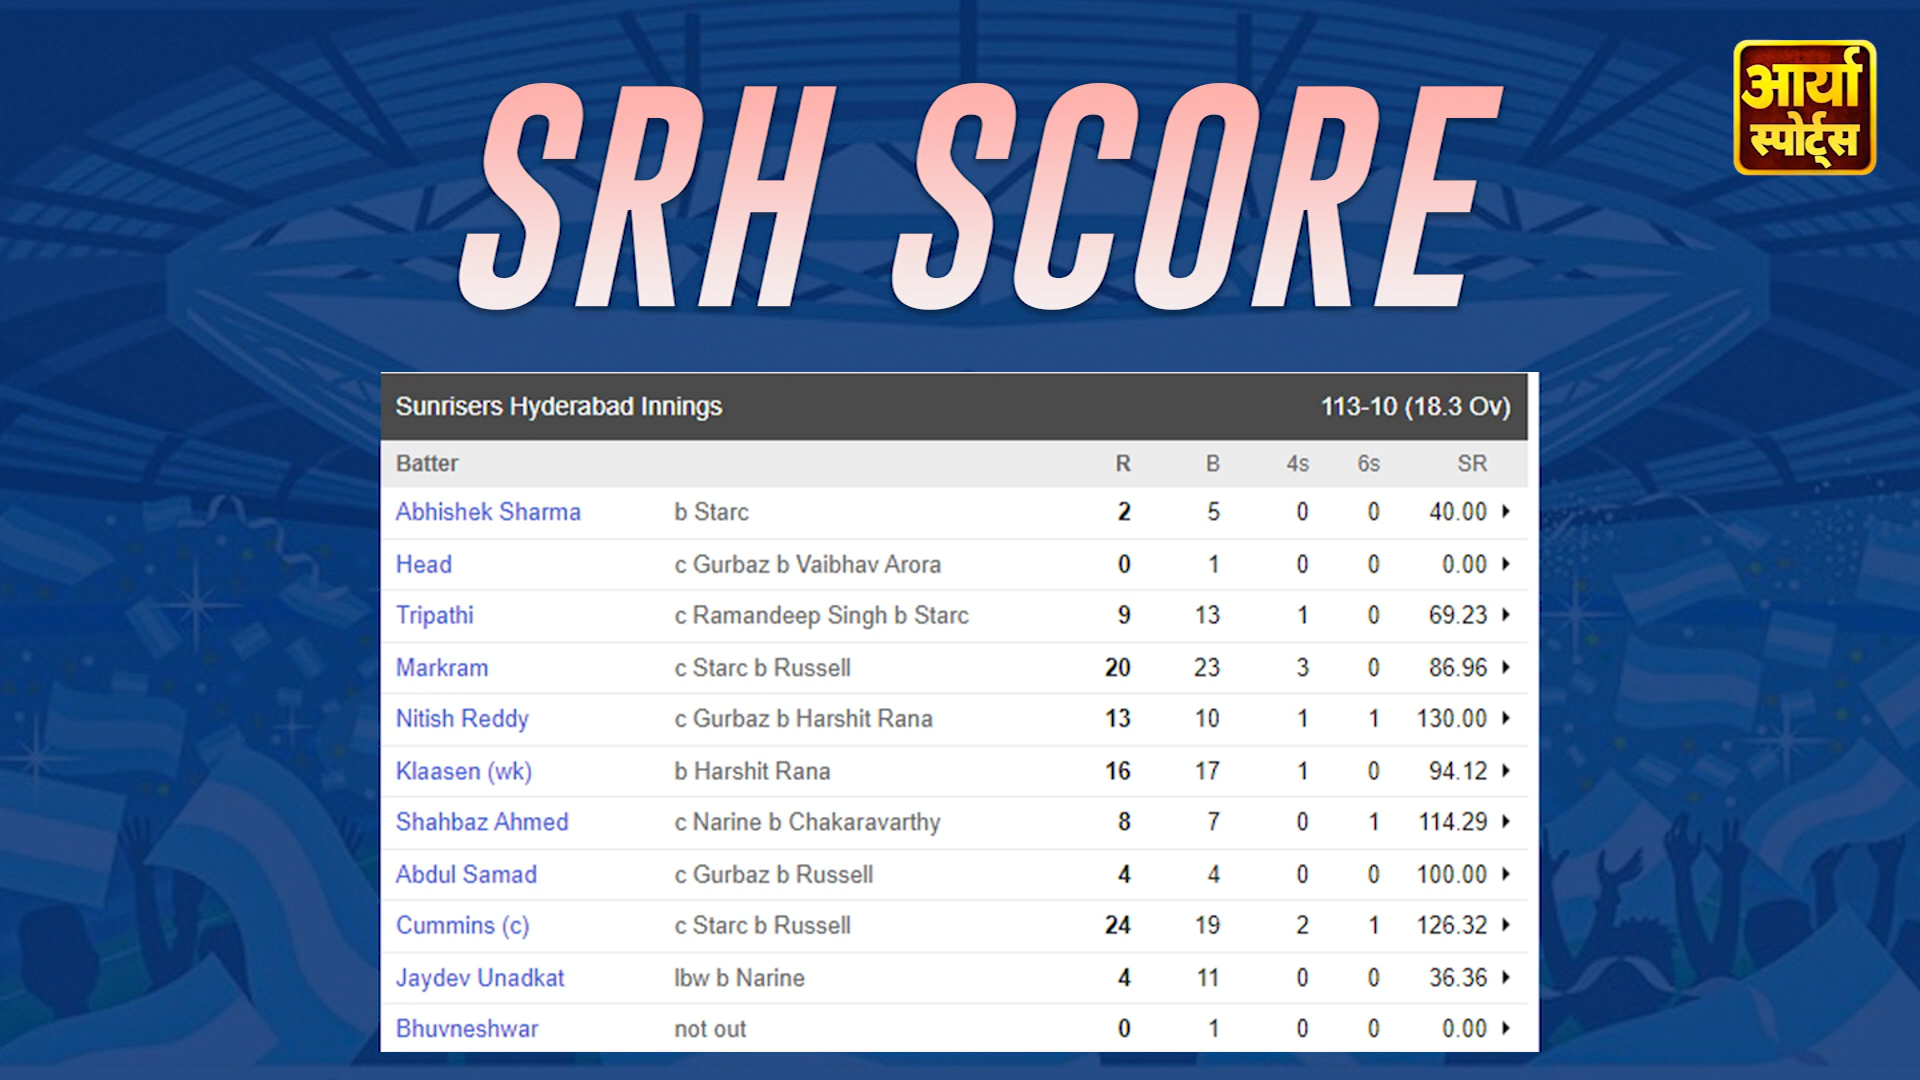 आर्या
स्पोर्ट्स
SRH SCORE
Sunrisers Hyderabad Innings 113-10 (18.3 Ov)
Batter R B 4s 6s SR
Abhishek Sharma b Starc 2 5 0 0 40.00
Head c Gurbaz b Vaibhav Arora 0 1 0 0 0.00
Tripathi c Ramandeep Singh b Starc 9 13 1 0 69.23
Markram c Starc b Russell 20 23 3 0 86.96
Nitish Reddy c Gurbaz b Harshit Rana 13 10 1 1 130.00
Klaasen (wk) b Harshit Rana 16 17 1 0 94.12
Shahbaz Ahmed c Narine b Chakaravarthy 8 7 0 1 114.29
Abdul Samad c Gurbaz b Russell 4 4 0 0 100.00
Cummins (c) c Starc b Russell 24 19 2 1 126.32
Jaydev Unadkat lbw b Narine 4 11 0 0 36.36
Bhuvneshwar not out 0 1 0 0 0.00